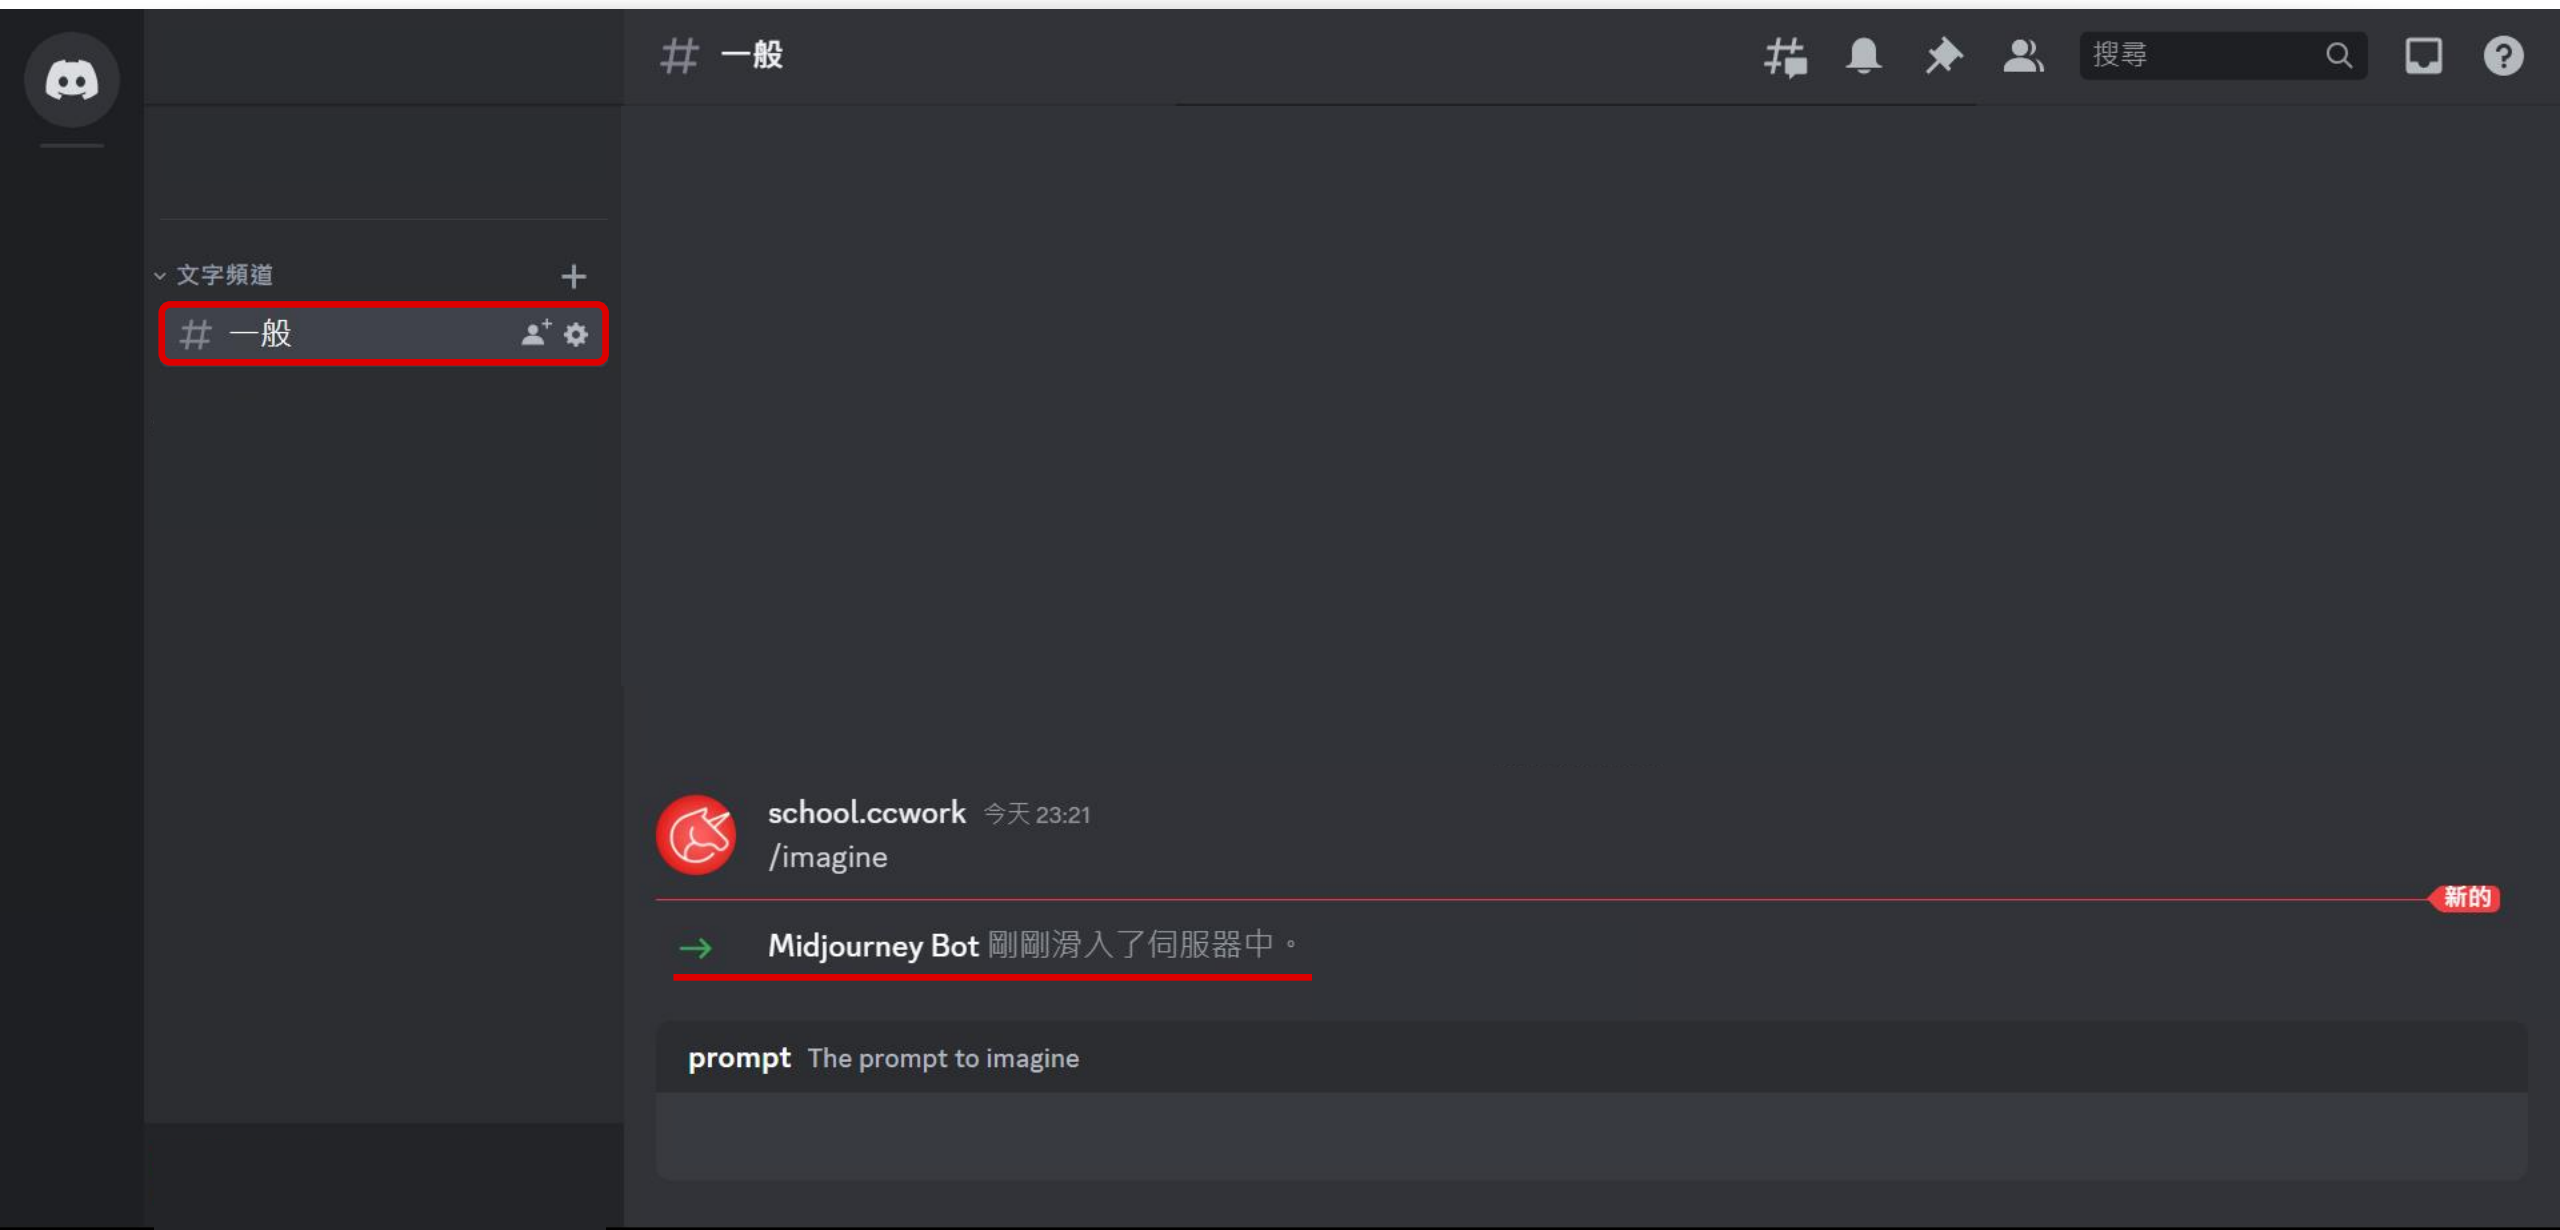 # 一般
搜尋
文字頻道
# 一般
school.ccwork 今天 23:21
/imagine
新的
Midjourney Bot 剛剛滑入了伺服器中。
prompt The prompt to imagine